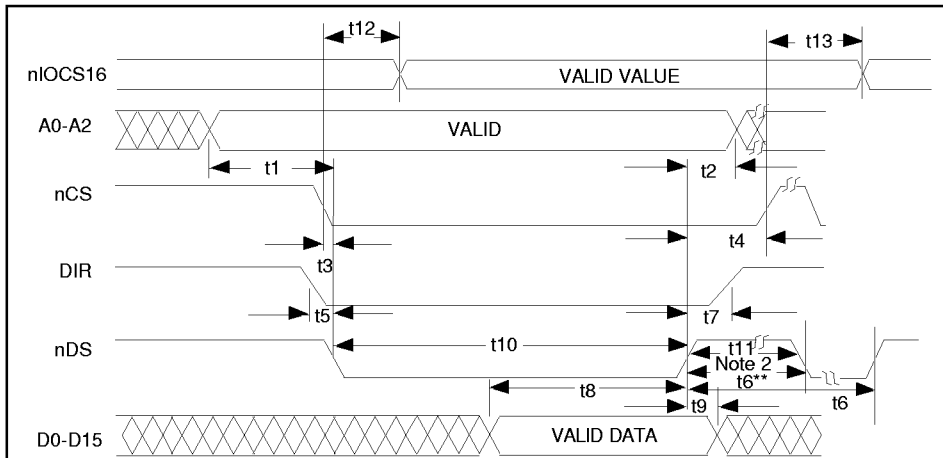 t12
t13
nIOCS16
VALID VALUE
A0-A2
VALID
t1
t2
nCS
t4
t3
DIR
t5
t7
nDS
t10
t11
Note 2
t6**
t8
t6
t9
D0-D15
VALID DATA